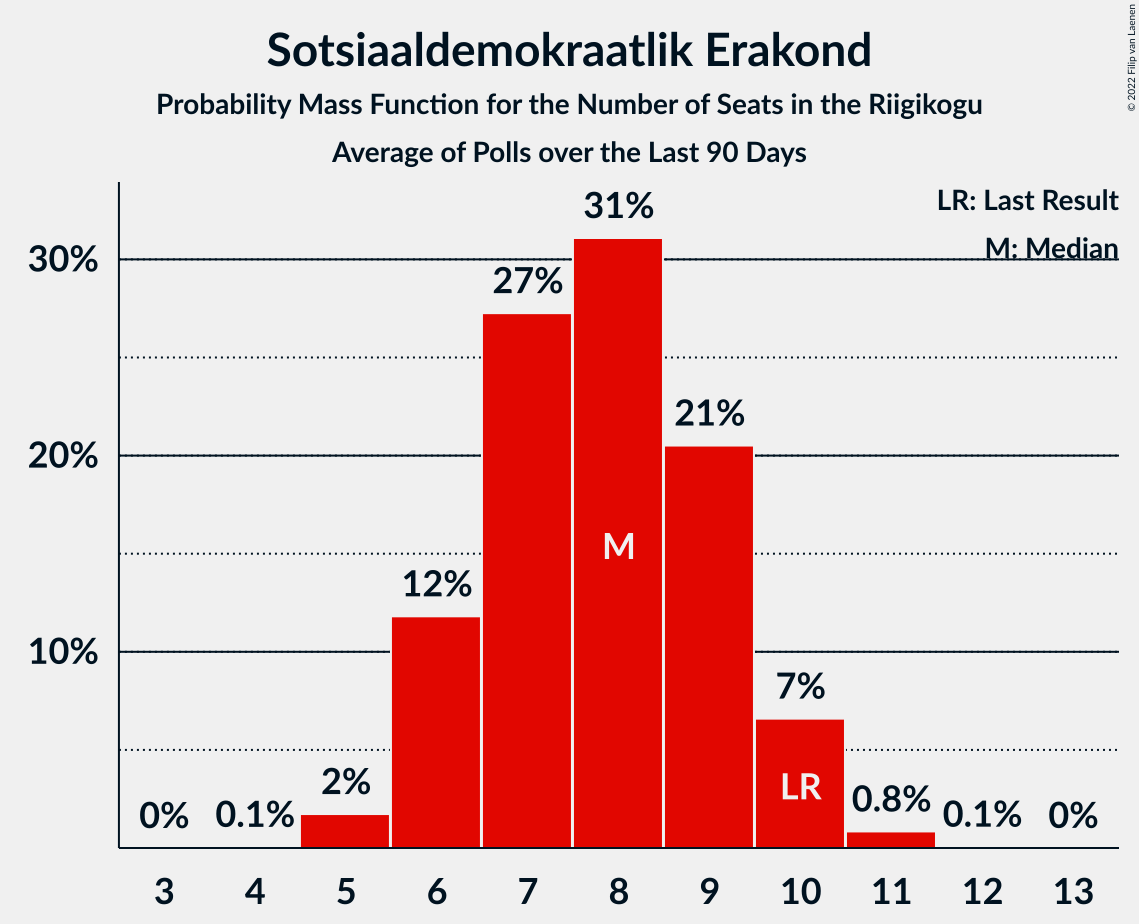 Sotsiaaldemokraatlik Erakond
Probability Mass Function for the Number of Seats in the Riigikogu
Average of Polls over the Last 90 Days
© 2022 Filip van Laenen
LR: Last Result
M: Median
30%
20%
10%
0%
0.1%
2%
12%
27%
31%
21%
7%
0.8%
0.1%
0%
M
LR
3 4 5 6 7 8 9 10 11 12 13